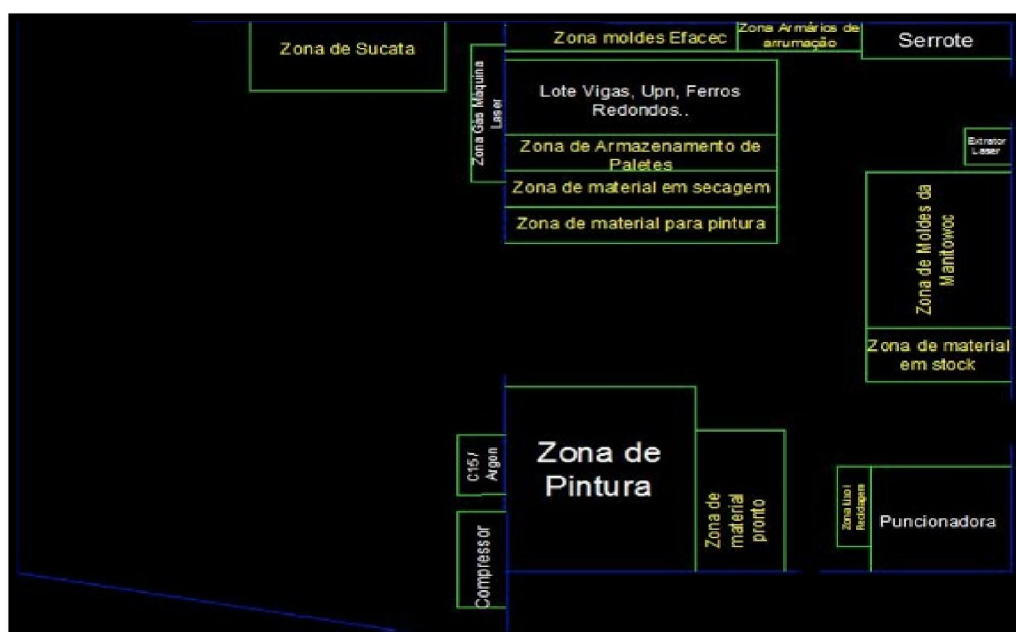 Zona de Sucata
Zona Gás Máquina
Laser
Zona moldes Efacec
Zona Armários de
arrumação
Serrote
Lote Vigas, Upn, Ferros
Redondos..
Zona de Armazenamento de
Paletes
Zona de material em secagem
Zona de material para pintura
Extrator
Laser
Zona de Moldes da
Manitowoc
Zona de material
em stock
C15 /
Argon
Compressor
Zona de
Pintura
Zona de
material
pronto
Zona Lixo /
Reciclagem
Puncionadora